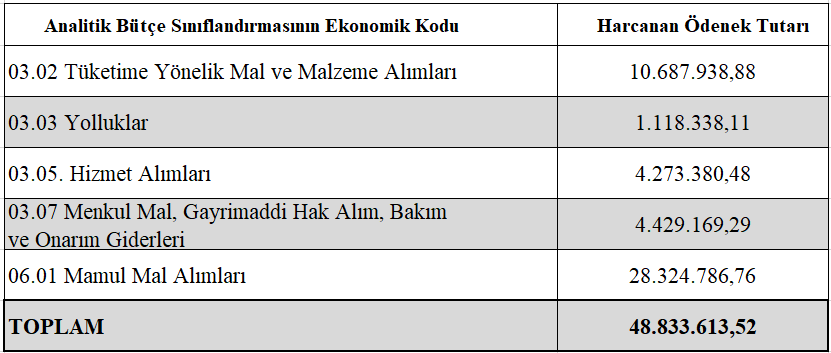 Analitik Bütçe Sınıflandırmasının Ekonomik Kodu Harcanan Ödenek Tutarı
03.02 Tüketime Yönelik Mal ve Malzeme Alımları 10.687.938,88
03.03 Yolluklar 1.118.338,11
03.05. Hizmet Alımları 4.273.380,48
03.07 Menkul Mal, Gayrimaddi Hak Alım, Bakım
ve Onarım Giderleri 4.429.169,29
06.01 Mamul Mal Alımları 28.324.786,76
TOPLAM 48.833.613,52